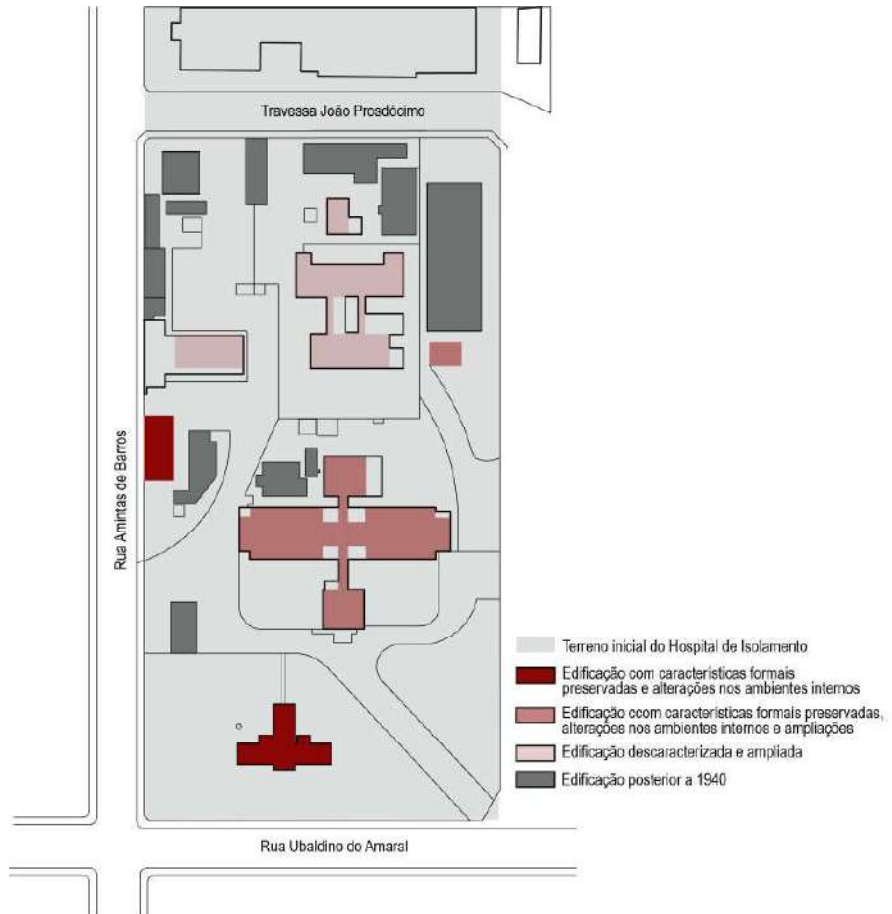 Travessa João Prosdócimo
Rua Amintas de Barros
Terreno inicial do Hospital de Isolamento
Edificação com características formais
preservadas e alterações nos ambientes internos
Edificação ccom características formais preservadas,
alterações nos ambientes internos e ampliações
Edificação descaracterizada e ampliada
Edificação posterior a 1940
Rua Ubaldino do Amaral